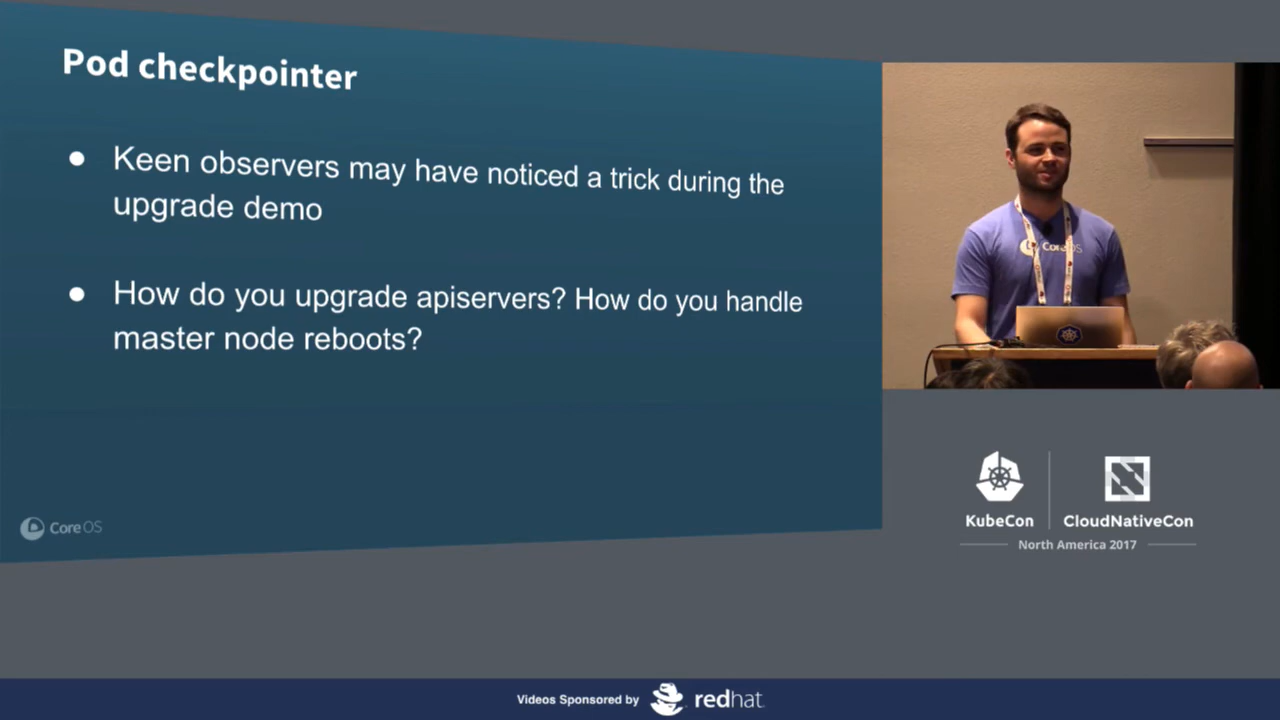 Pod checkpointer
● Keen observers may have noticed a trick during the
upgrade demo
● How do you upgrade apiservers? How do you handle
master node reboots?
CoreOS
CoreOS
KubeCon
CloudNativeCon
North America 2017
Videos Sponsored by
redhat.